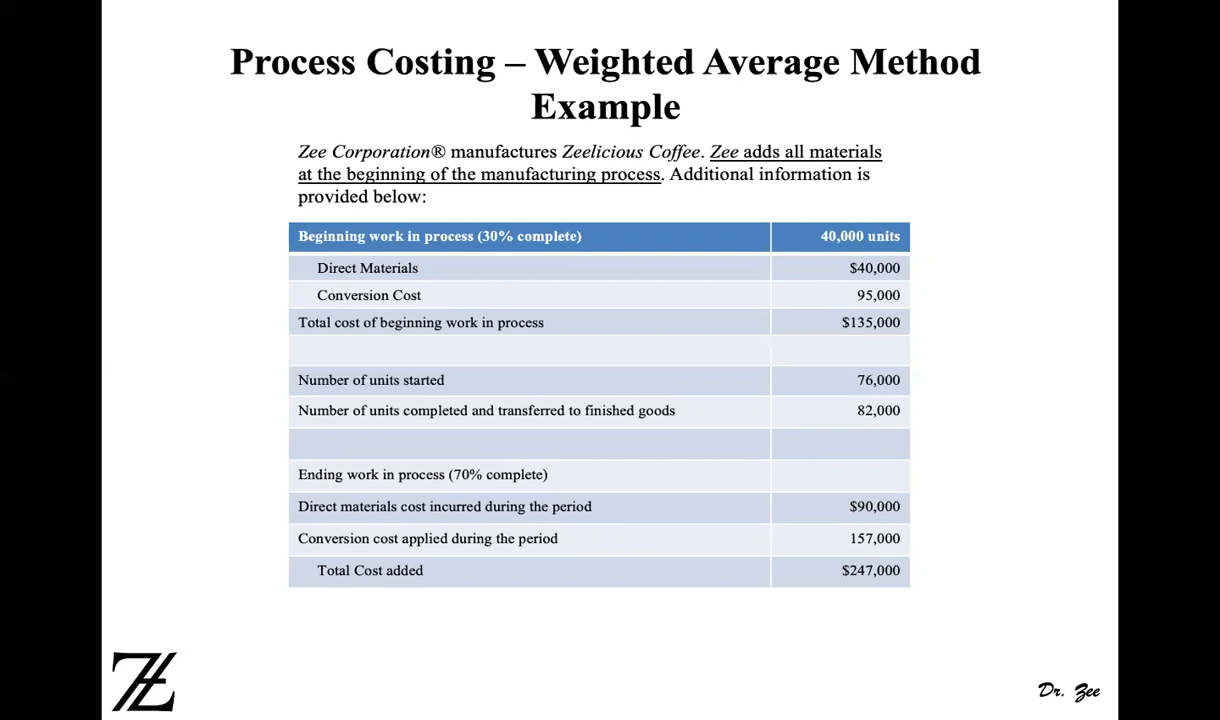 Process Costing – Weighted Average Method
Example
Zee Corporation® manufactures Zeelicious Coffee. Zee adds all materials
at the beginning of the manufacturing process. Additional information is
provided below:
Beginning work in process (30% complete) 40,000 units
Direct Materials $40,000
Conversion Cost 95,000
Total cost of beginning work in process $135,000
Number of units started 76,000
Number of units completed and transferred to finished goods 82,000
Ending work in process (70% complete)
Direct materials cost incurred during the period $90,000
Conversion cost applied during the period 157,000
Total Cost added $247,000
Dr. Zee